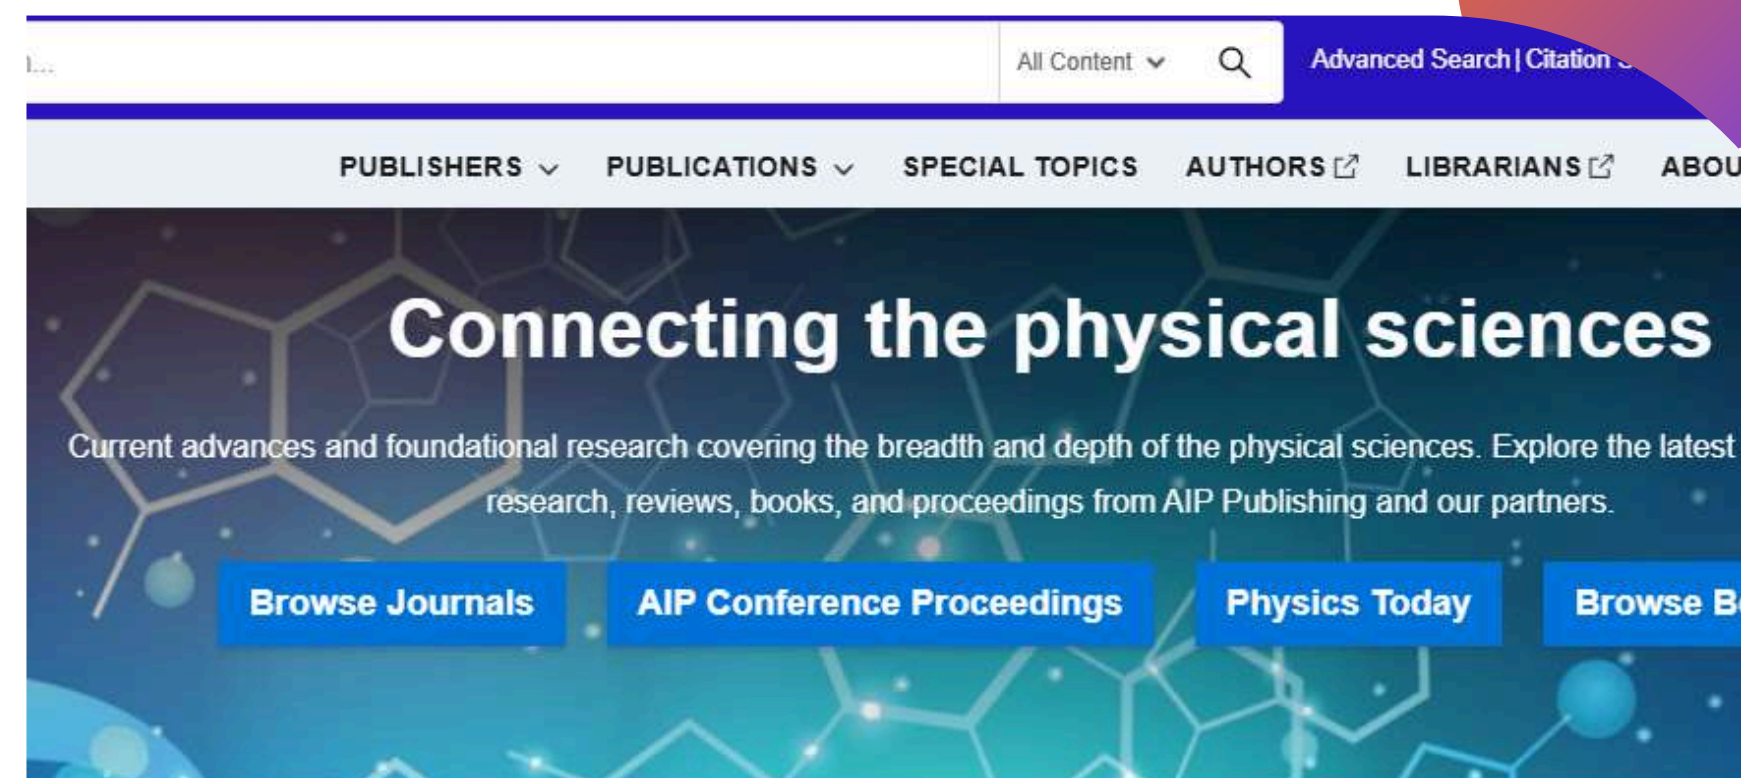 All Content
Advanced Search | Citation
PUBLISHERS PUBLICATIONS SPECIAL TOPICS AUTHORS LIBRARIANS ABOU
Connecting the physical sciences
Current advances and foundational research covering the breadth and depth of the physical sciences. Explore the latest
research, reviews, books, and proceedings from AIP Publishing and our partners.
Browse Journals AIP Conference Proceedings Physics Today Browse B